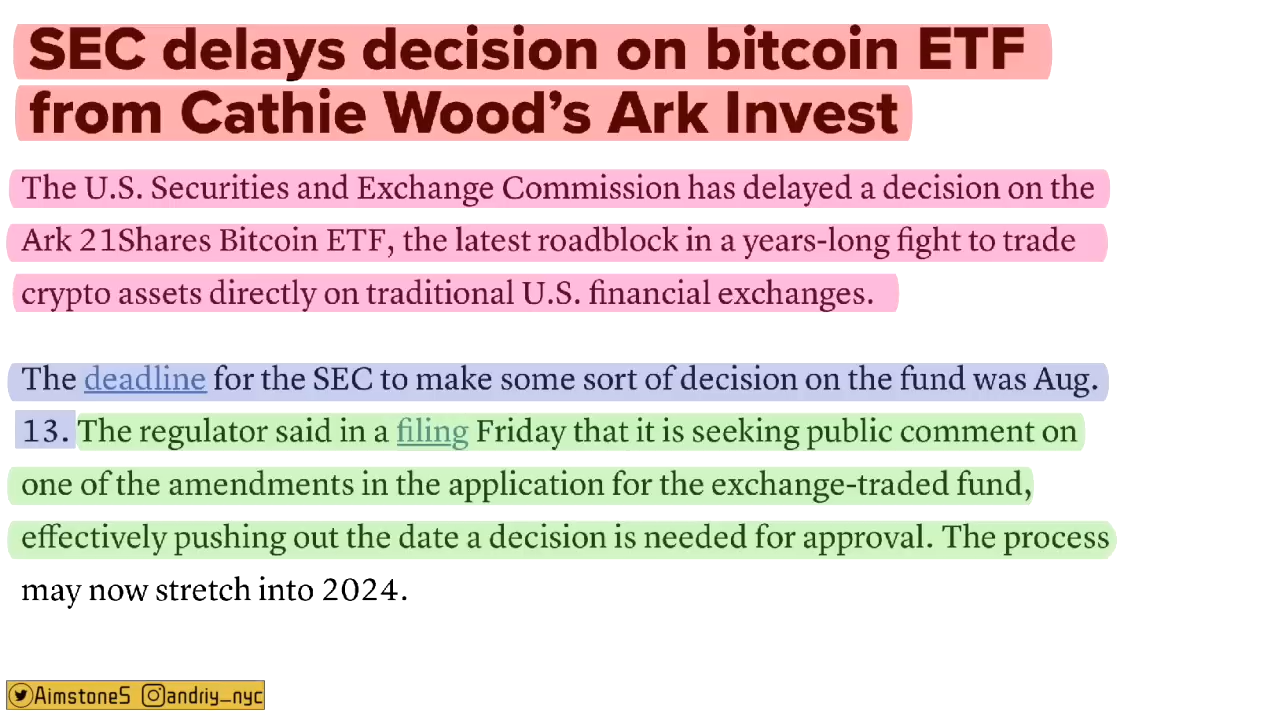 SEC delays decision on bitcoin ETF
from Cathie Wood’s Ark Invest
The U.S. Securities and Exchange Commission has delayed a decision on the
Ark 21Shares Bitcoin ETF, the latest roadblock in a years-long fight to trade
crypto assets directly on traditional U.S. financial exchanges.
The deadline for the SEC to make some sort of decision on the fund was Aug.
13. The regulator said in a filing Friday that it is seeking public comment on
one of the amendments in the application for the exchange-traded fund,
effectively pushing out the date a decision is needed for approval. The process
may now stretch into 2024.
AimstoneS andriy_nyc